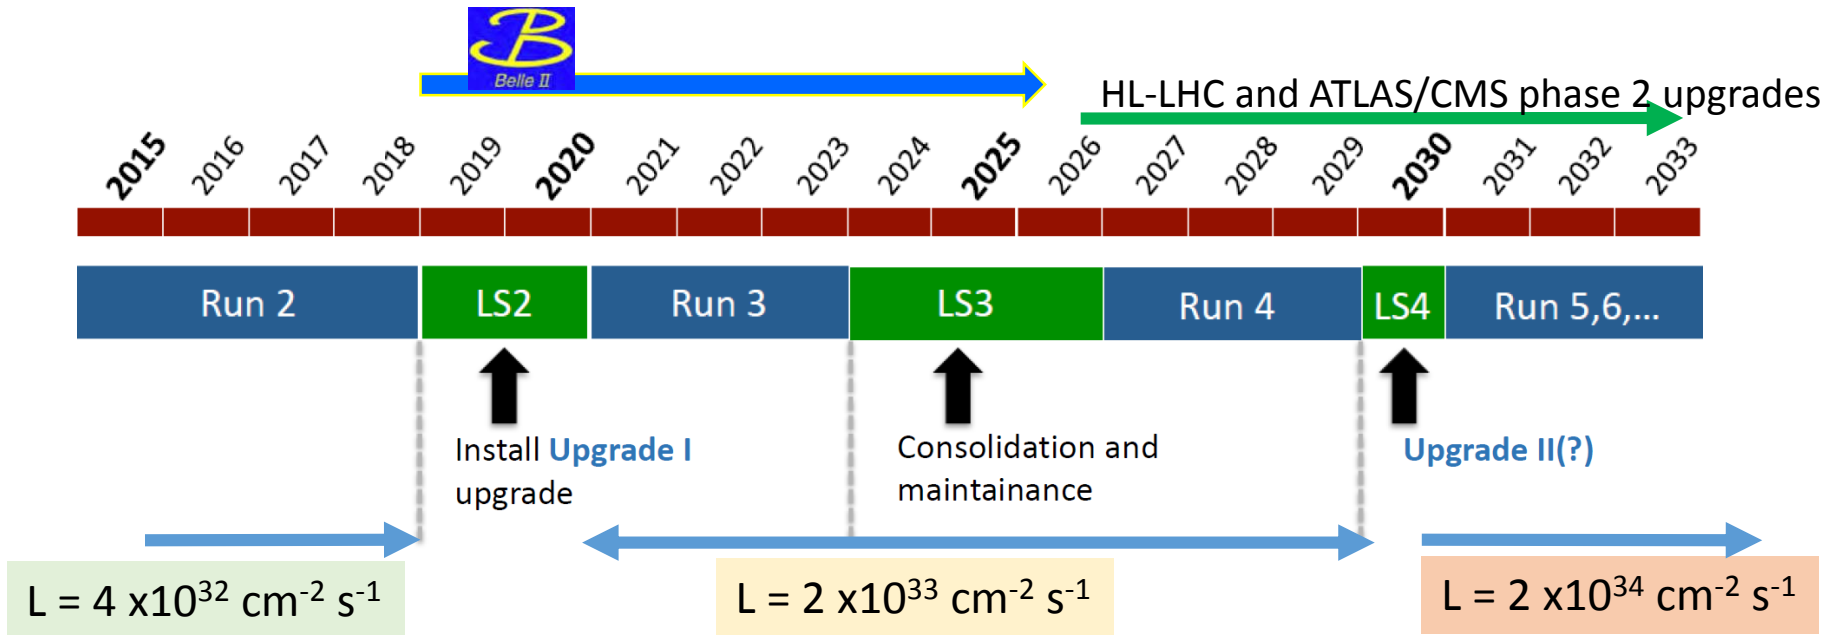 B
Belle II
HL-LHC and ATLAS/CMS phase 2 upgrades
2015 2016 2017 2018 2019 2020 2021 2022 2023 2024 2025 2026 2027 2028 2029 2030 2031 2032 2033
Run 2 LS2 Run 3 LS3 Run 4 LS4 Run 5,6,...
Install Upgrade I
upgrade
Consolidation and
maintainance
Upgrade II(?)
L = 4 x10³² cm⁻² s⁻¹
L = 2 x10³³ cm⁻² s⁻¹
L = 2 x10³⁴ cm⁻² s⁻¹